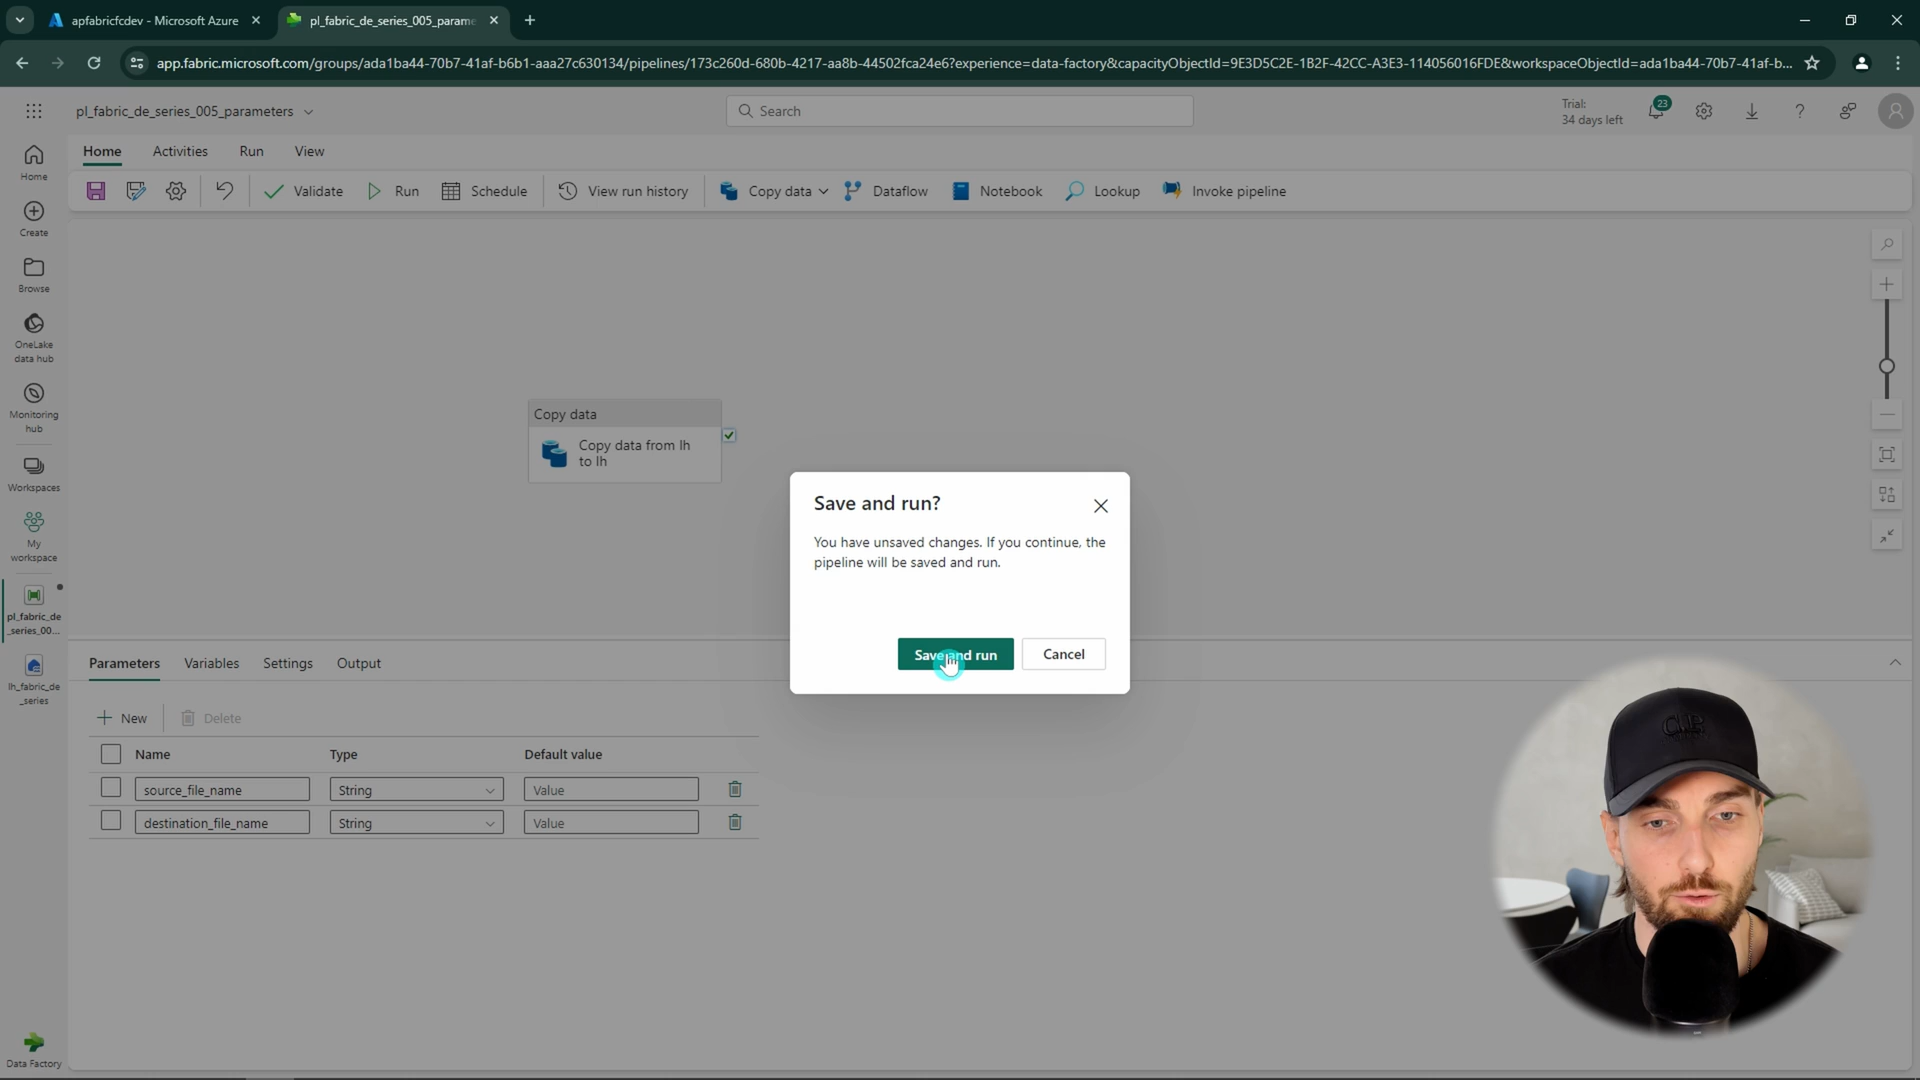 apfabricfcdev - Microsoft Azure
pl_fabric_de_series_005_parame
app.fabric.microsoft.com/groups/ada1ba44-70b7-41af-b6b1-aaa27c630134/pipelines/173c260d-680b-4217-aa8b-44502fca24e6?experience=data-factory&capacityObjectId=9E3D5C2E-1B2F-42CC-A3E3-114056016FDE&workspaceObjectId=ada1ba44-70b7-41af-b...
pl_fabric_de_series_005_parameters
Search
Trial:
34 days left
23
Home
Activities
Run
View
Validate
Run
Schedule
View run history
Copy data
Dataflow
Notebook
Lookup
Invoke pipeline
Home
Create
Browse
OneLake
data hub
Monitoring
hub
Workspaces
My
workspace
pl_fabric_de
_series_00...
lh_fabric_de
_series
Data Factory
Copy data
Copy data from lh
to lh
Save and run?
You have unsaved changes. If you continue, the
pipeline will be saved and run.
Save and run
Cancel
Parameters
Variables
Settings
Output
New
Delete
Name
Type
Default value
source_file_name
String
Value
destination_file_name
String
Value